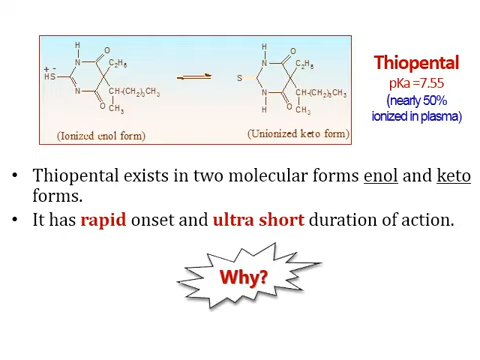 H
N
O
C₂H₅
+ -
HS
CH-(CH₂)₂CH₃
N
CH₃
O
(Ionized enol form)
H
N
O
C₂H₅
S
CH-(CH₂)₂CH₃
N
CH₃
H
O
(Unionized keto form)
Thiopental
pKa =7.55
(nearly 50%
ionized in plasma)
• Thiopental exists in two molecular forms enol and keto
forms.
• It has rapid onset and ultra short duration of action.
Why?